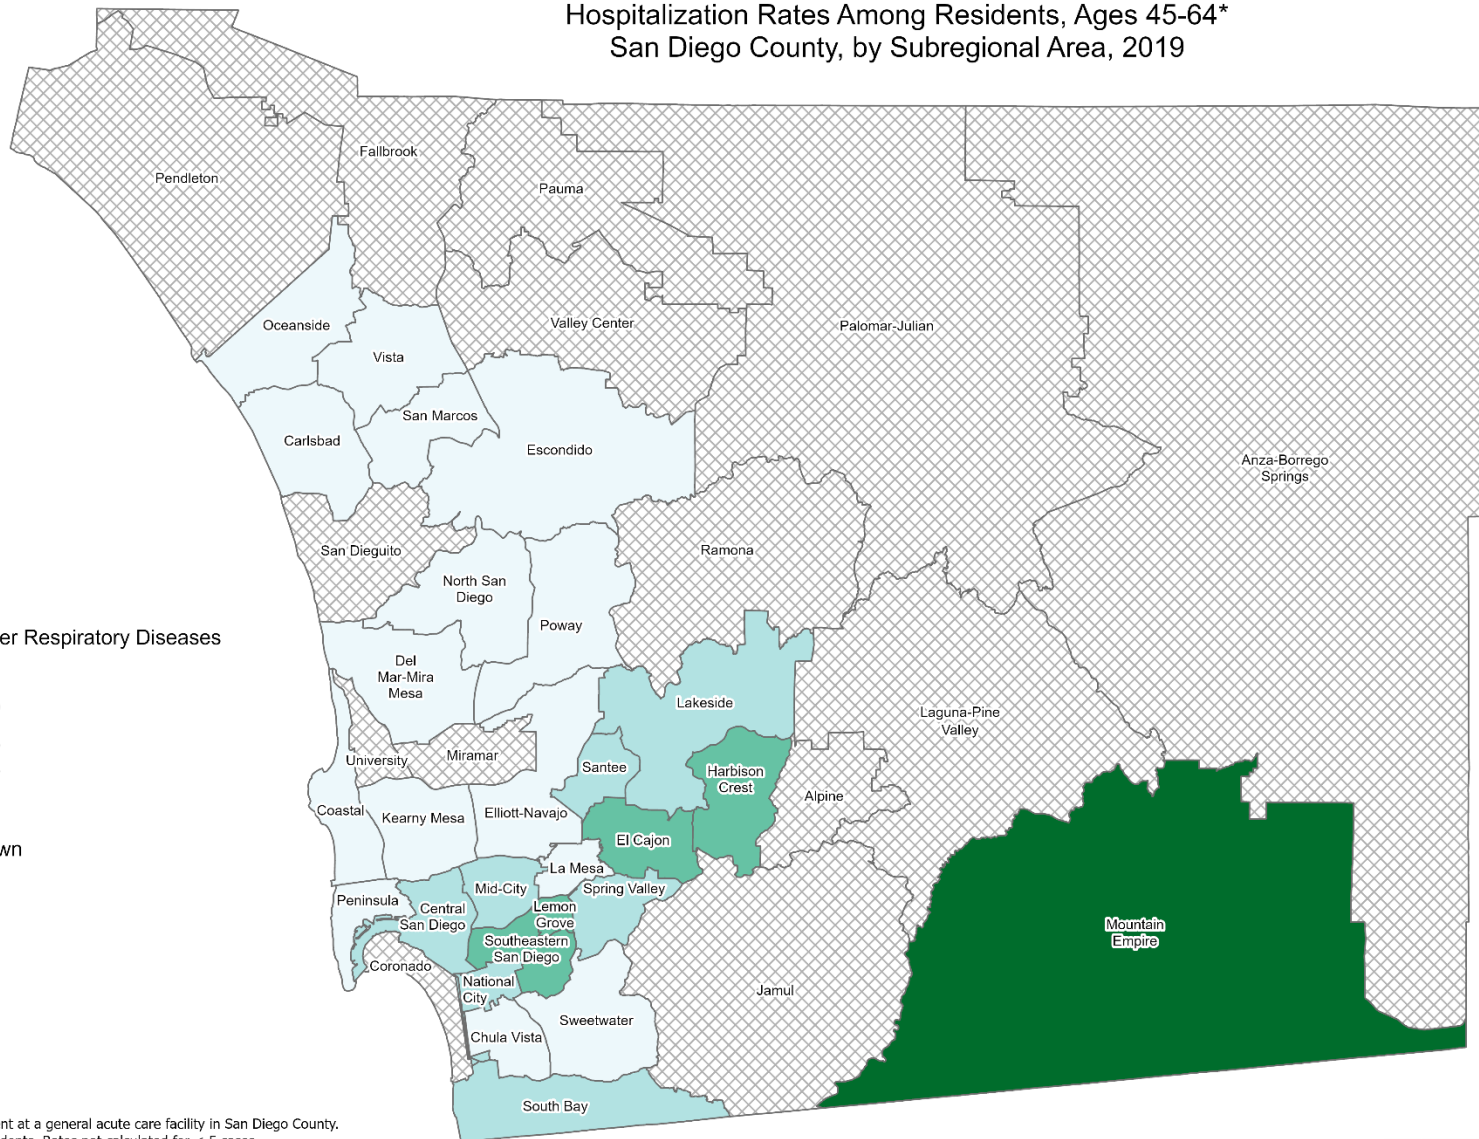 Hospitalization Rates Among Residents, Ages 45-64*
San Diego County, by Subregional Area, 2019
Fallbrook
Pendleton
Pauma
Oceanside
Valley Center
Palomar-Julian
Vista
San Marcos
Carlsbad
Escondido
Anza-Borrego
Springs
San Dieguito
Ramona
North San
Diego
Poway
er Respiratory Diseases
Del
Mar-Mira
Mesa
Lakeside
Laguna-Pine
Valley
University
Miramar
Santee
Harbison
Crest
Alpine
Coastal
Kearny Mesa
Elliott-Navajo
El Cajon
wn
La Mesa
Mid-City
Spring Valley
Peninsula
Central
San Diego
Lemon
Grove
Southeastern
San Diego
Mountain
Empire
Coronado
National
City
Jamul
Sweetwater
Chula Vista
South Bay
nt at a general acute care facility in San Diego County.